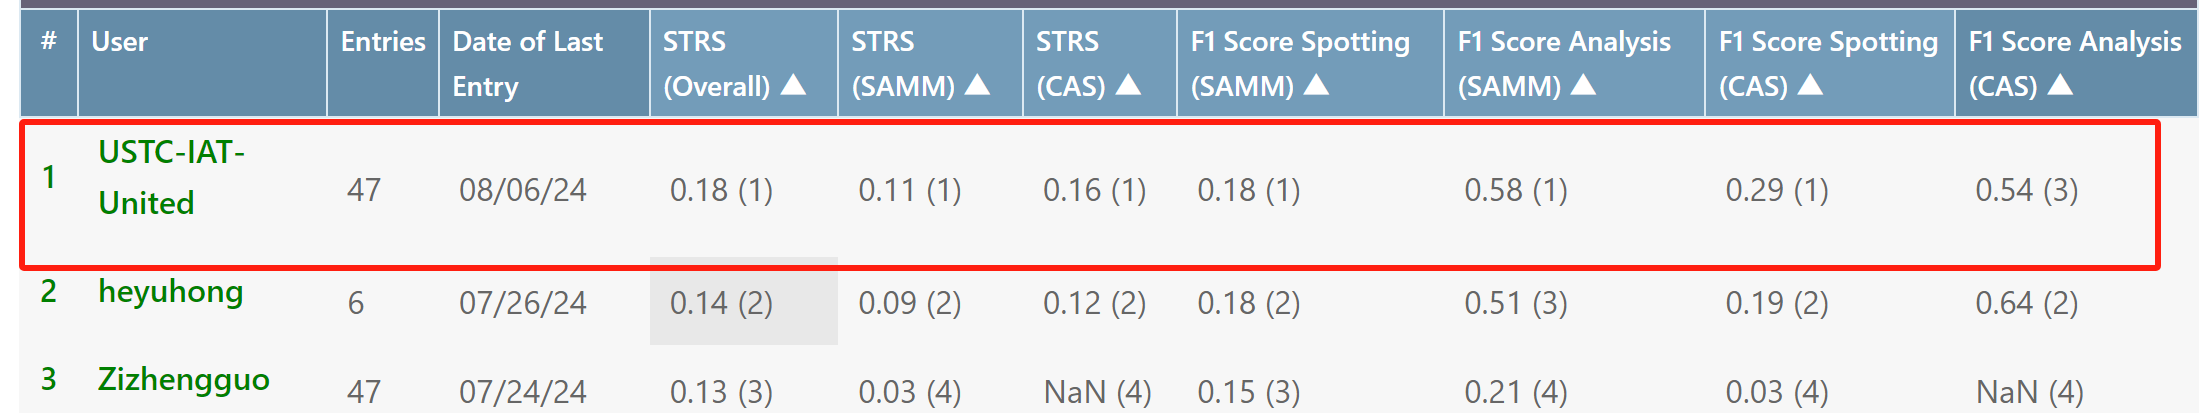 # User Entries Date of Last Entry STRS (Overall) ▲ STRS (SAMM) ▲ STRS (CAS) ▲ F1 Score Spotting (SAMM) ▲ F1 Score Analysis (SAMM) ▲ F1 Score Spotting (CAS) ▲ F1 Score Analysis (CAS) ▲
1 USTC-IAT-United 47 08/06/24 0.18 (1) 0.11 (1) 0.16 (1) 0.18 (1) 0.58 (1) 0.29 (1) 0.54 (3)
2 heyuhong 6 07/26/24 0.14 (2) 0.09 (2) 0.12 (2) 0.18 (2) 0.51 (3) 0.19 (2) 0.64 (2)
3 Zizhengguo 47 07/24/24 0.13 (3) 0.03 (4) NaN (4) 0.15 (3) 0.21 (4) 0.03 (4) NaN (4)